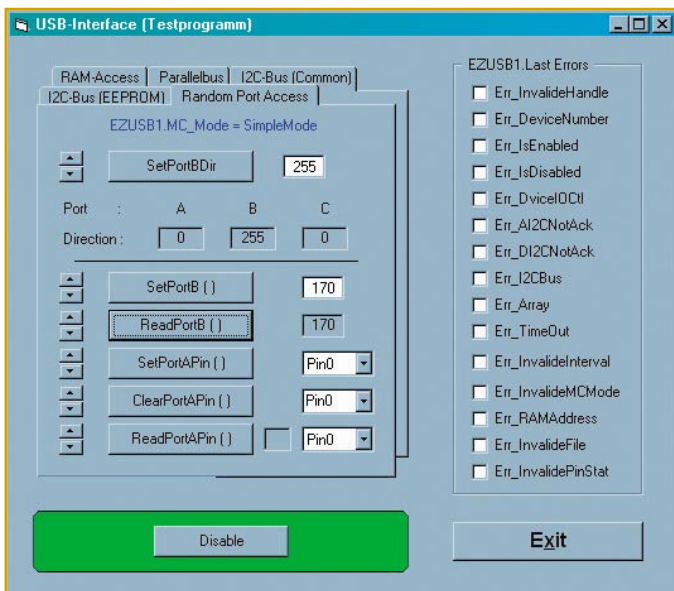 USB-Interface (Testprogramm)
RAM-Access Parallelbus I2C-Bus (Common)
I2C-Bus (EEPROM) Random Port Access
EZUSB1.MC_Mode = SimpleMode
SetPortBDir 255
Port : A B C
Direction : 0 255 0
SetPortB ( ) 170
ReadPortB ( ) 170
SetPortAPin ( ) Pin0
ClearPortAPin ( ) Pin0
ReadPortAPin ( ) Pin0
Disable
EZUSB1.Last Errors
Err_InvalideHandle
Err_DeviceNumber
Err_IsEnabled
Err_IsDisabled
Err_DviceIOCtl
Err_AI2CNotAck
Err_DI2CNotAck
Err_I2CBus
Err_Array
Err_TimeOut
Err_InvalideInterval
Err_InvalideMCMode
Err_RAMAddress
Err_InvalideFile
Err_InvalidePinStat
Exit